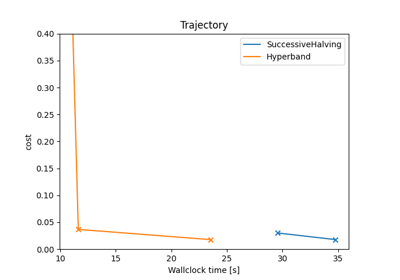 Trajectory
SuccessiveHalving
Hyperband
cost
0.40
0.35
0.30
0.25
0.20
0.15
0.10
0.05
0.00
10 15 20 25 30 35
Wallclock time [s]